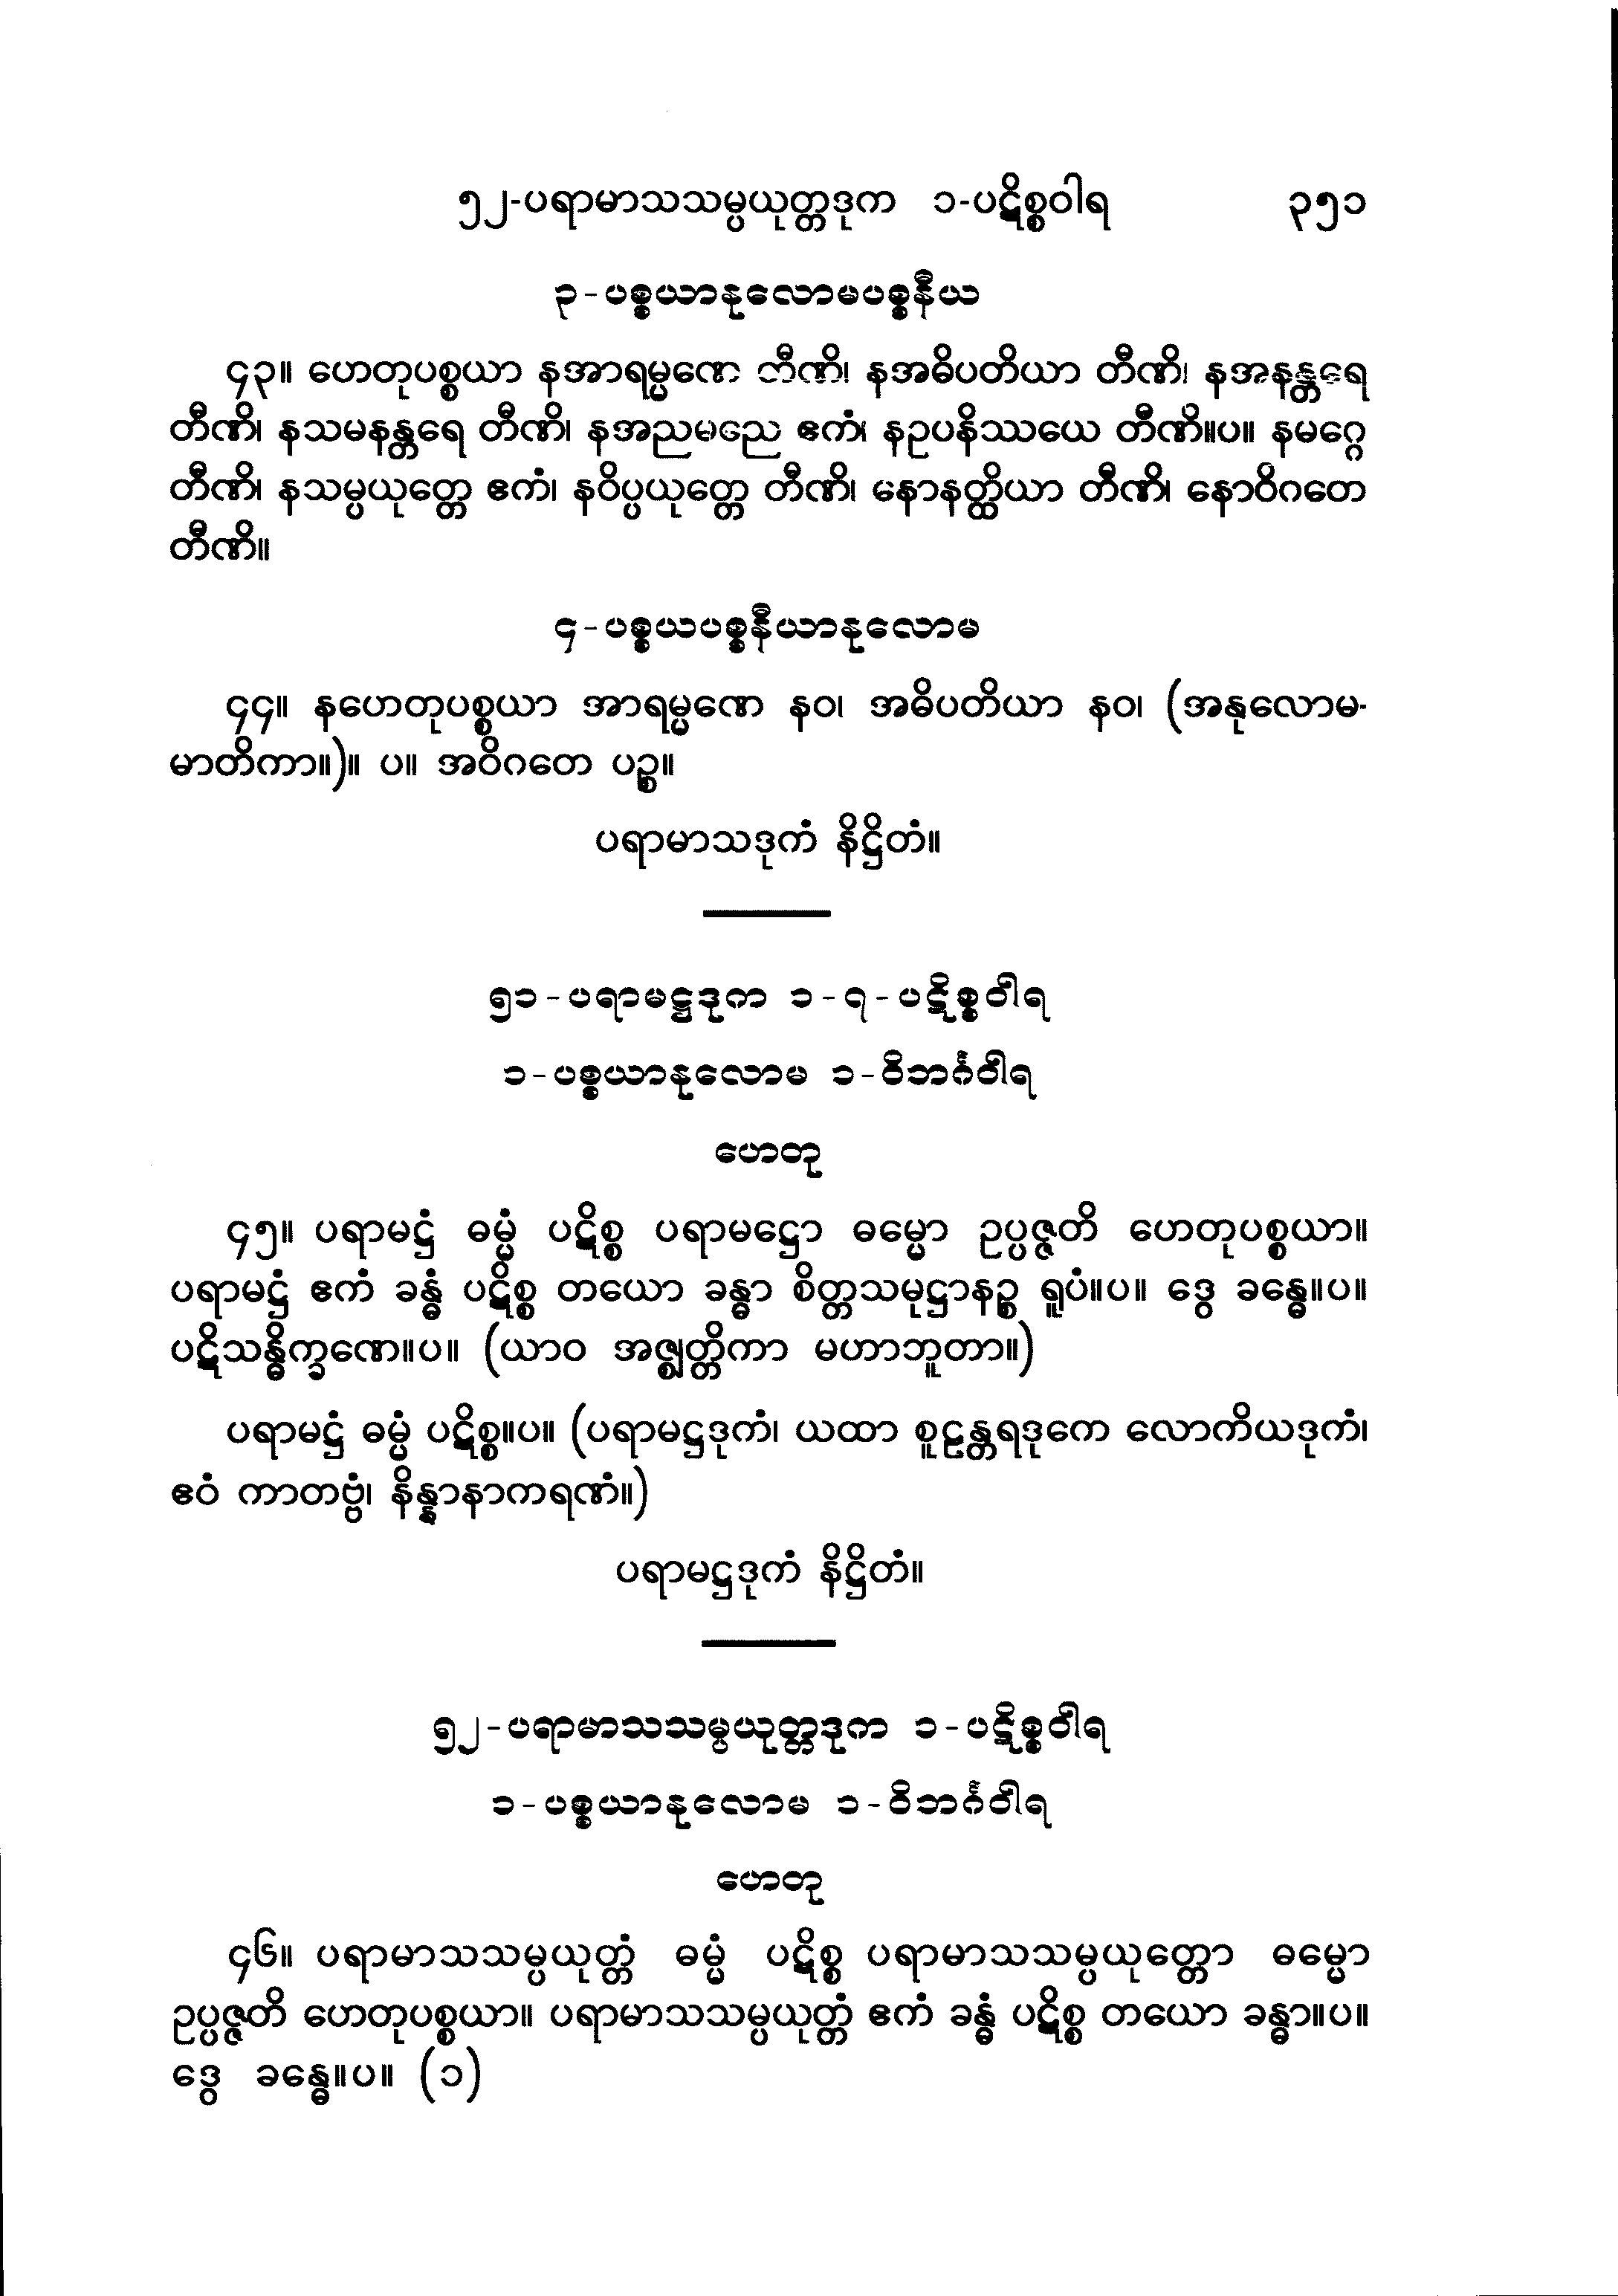 ၅၂-ပရာမာသသမ္ပယုတ္တဒုက ၁-ပဋိစ္စဝါရ ၃၅၁
၃-ပစ္စယာနုလောမပစ္စနီယ
၄၃။ ဟေတုပစ္စယာ နအာရမ္မဏေ တီဏိ၊ နအဓိပတိယာ တီဏိ၊ နအနန္တရေ
တီဏိ၊ နသမနန္တရေ တီဏိ၊ နအညမညေ ဧကံ၊ နဥပနိဿယေ တီဏိ။ပ။ နမဂ္ဂေ
တီဏိ၊ နသမ္ပယုတ္တေ ဧကံ၊ နဝိပ္ပယုတ္တေ တီဏိ၊ နောနတ္ထိယာ တီဏိ၊ နောဝိဂတေ
တီဏိ။
၄-ပစ္စယပစ္စနီယာနုလောမ
၄၄။ နဟေတုပစ္စယာ အာရမ္မဏေ နဝ၊ အဓိပတိယာ နဝ၊ (အနုလောမ-
မာတိကာ။)။ ပ။ အဝိဂတေ ပဉ္စ။
ပရာမာသဒုကံ နိဋ္ဌိတံ။
၅၁-ပရာမဋ္ဌဒုက ၁-၇-ပဋိစ္စဝါရ
၁-ပစ္စယာနုလောမ ၁-ဝိဘင်္ဂဝါရ
ဟေတု
၄၅။ ပရာမဋ္ဌံ ဓမ္မံ ပဋိစ္စ ပရာမဋ္ဌော ဓမ္မော ဥပ္ပဇ္ဇတိ ဟေတုပစ္စယာ။
ပရာမဋ္ဌံ ဧကံ ခန္ဓံ ပဋိစ္စ တယော ခန္ဓာ စိတ္တသမုဋ္ဌာနဉ္စ ရူပံ။ပ။ ဒွေ ခန္ဓေ။ပ။
ပဋိသန္ဓိက္ခဏေ။ပ။ (ယာဝ အဇ္ဈတ္တိကာ မဟာဘူတာ။)
ပရာမဋ္ဌံ ဓမ္မံ ပဋိစ္စ။ပ။ (ပရာမဋ္ဌဒုကံ၊ ယထာ စူဠန္တရဒုကေ လောကိယဒုကံ၊
ဧဝံ ကာတဗ္ဗံ၊ နိန္နာနာကရဏံ။)
ပရာမဋ္ဌဒုကံ နိဋ္ဌိတံ။
၅၂-ပရာမာသသမ္ပယုတ္တဒုက ၁-ပဋိစ္စဝါရ
၁-ပစ္စယာနုလောမ ၁-ဝိဘင်္ဂဝါရ
ဟေတု
၄၆။ ပရာမာသသမ္ပယုတ္တံ ဓမ္မံ ပဋိစ္စ ပရာမာသသမ္ပယုတ္တော ဓမ္မော
ဥပ္ပဇ္ဇတိ ဟေတုပစ္စယာ။ ပရာမာသသမ္ပယုတ္တံ ဧကံ ခန္ဓံ ပဋိစ္စ တယော ခန္ဓာ။ပ။
ဒွေ ခန္ဓေ။ပ။ (၁)